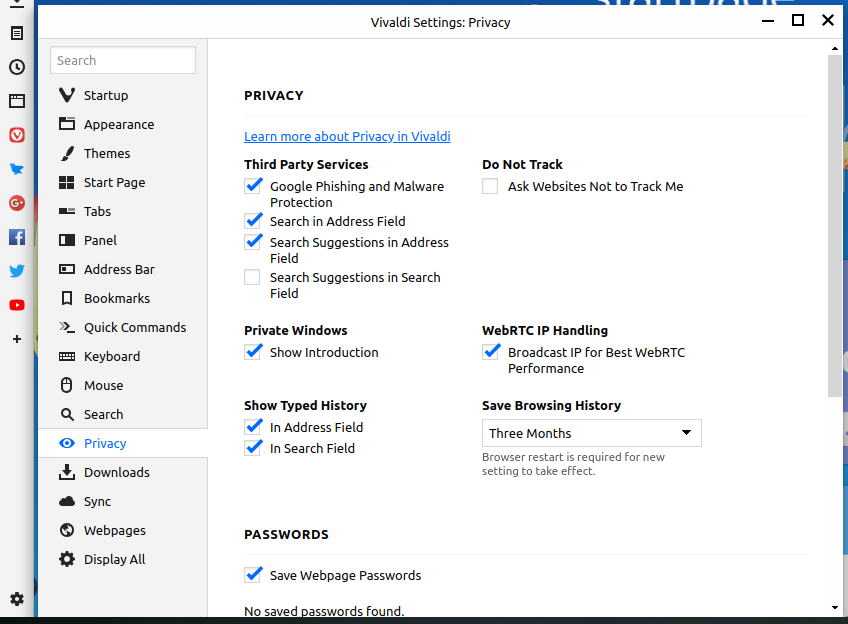 Vivaldi Settings: Privacy
Search
Startup
Appearance
Themes
Start Page
Tabs
Panel
Address Bar
Bookmarks
Quick Commands
Keyboard
Mouse
Search
Privacy
Downloads
Sync
Webpages
Display All
PRIVACY
Learn more about Privacy in Vivaldi
Third Party Services
Google Phishing and Malware
Protection
Search in Address Field
Search Suggestions in Address
Field
Search Suggestions in Search
Field
Do Not Track
Ask Websites Not to Track Me
Private Windows
Show Introduction
WebRTC IP Handling
Broadcast IP for Best WebRTC
Performance
Show Typed History
In Address Field
In Search Field
Save Browsing History
Three Months
Browser restart is required for new
setting to take effect.
PASSWORDS
Save Webpage Passwords
No saved passwords found.